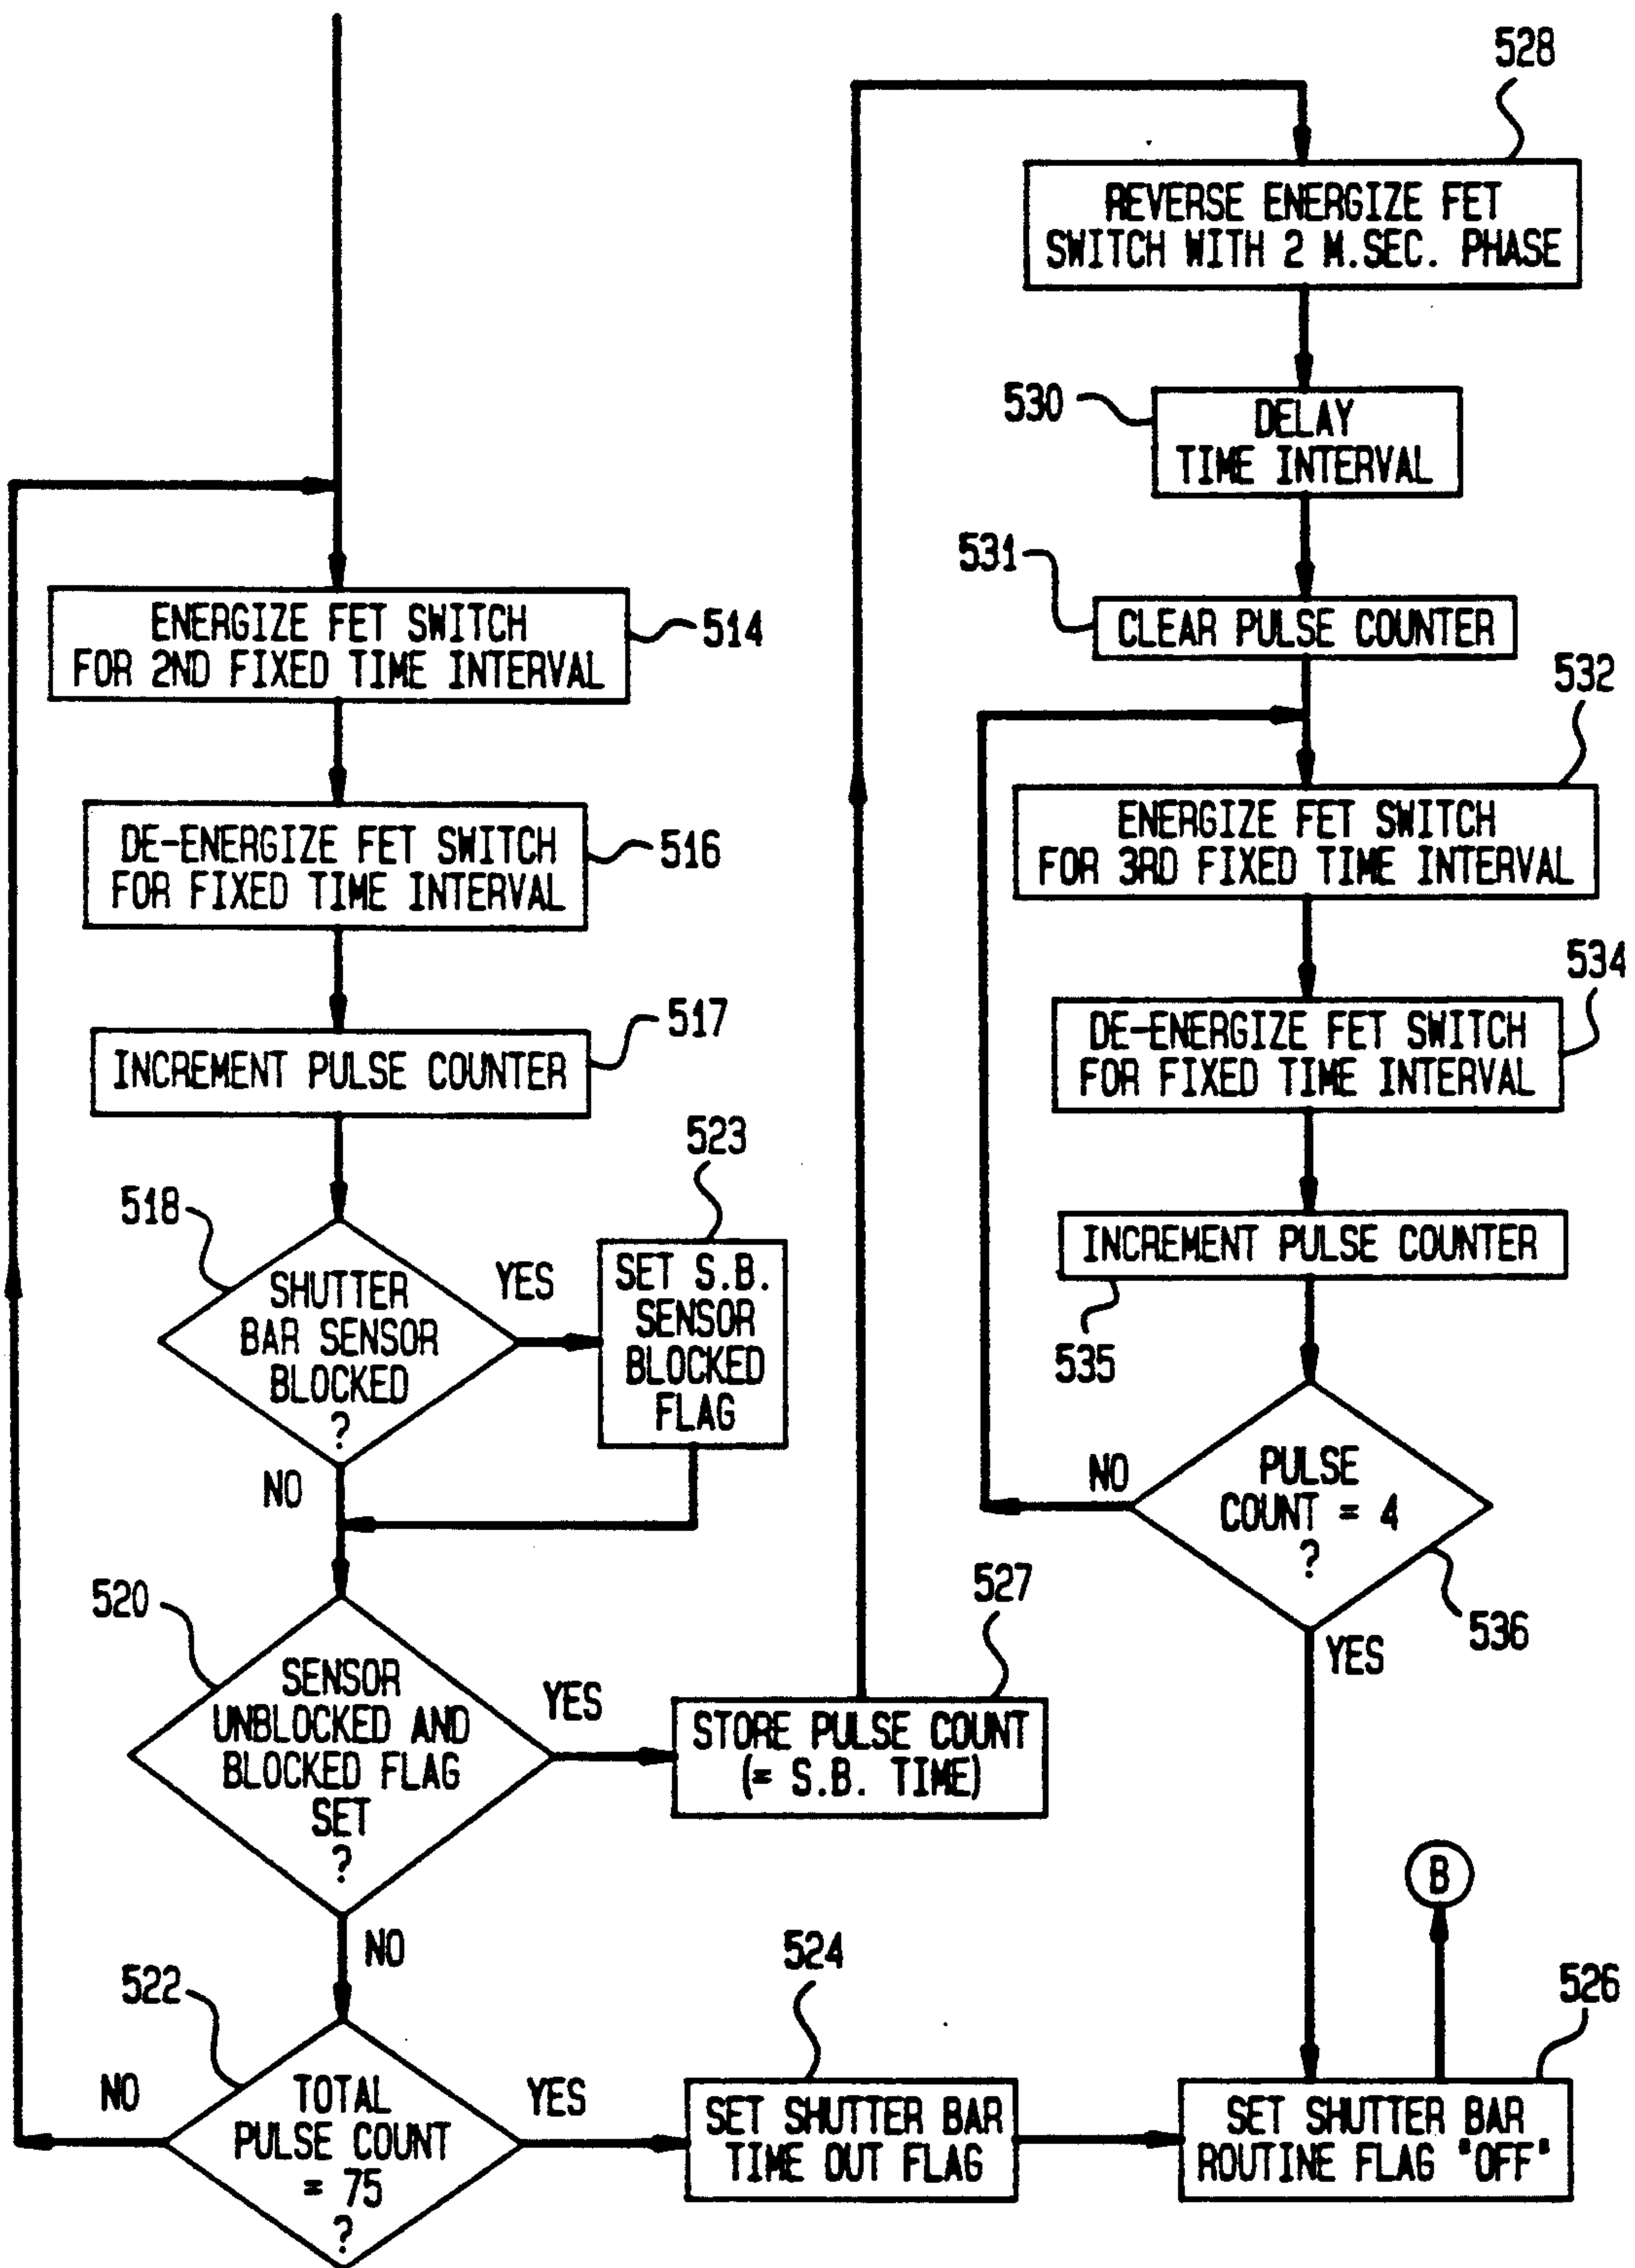 514
ENERGIZE FET SWITCH
FOR 2ND FIXED TIME INTERVAL
516
DE-ENERGIZE FET SWITCH
FOR FIXED TIME INTERVAL
517
INCREMENT PULSE COUNTER
518
SHUTTER
BAR SENSOR
BLOCKED
?
YES
NO
523
SET S.B.
SENSOR
BLOCKED
FLAG
520
SENSOR
UNBLOCKED AND
BLOCKED FLAG
SET
?
YES
NO
527
STORE PULSE COUNT
(= S.B. TIME)
522
TOTAL
PULSE COUNT
= 75
?
NO
YES
524
SET SHUTTER BAR
TIME OUT FLAG
528
REVERSE ENERGIZE FET
SWITCH WITH 2 M.SEC. PHASE
530
DELAY
TIME INTERVAL
531
CLEAR PULSE COUNTER
532
ENERGIZE FET SWITCH
FOR 3RD FIXED TIME INTERVAL
534
DE-ENERGIZE FET SWITCH
FOR FIXED TIME INTERVAL
INCREMENT PULSE COUNTER
535
PULSE
COUNT = 4
?
NO
YES
536
B
526
SET SHUTTER BAR
ROUTINE FLAG "OFF"